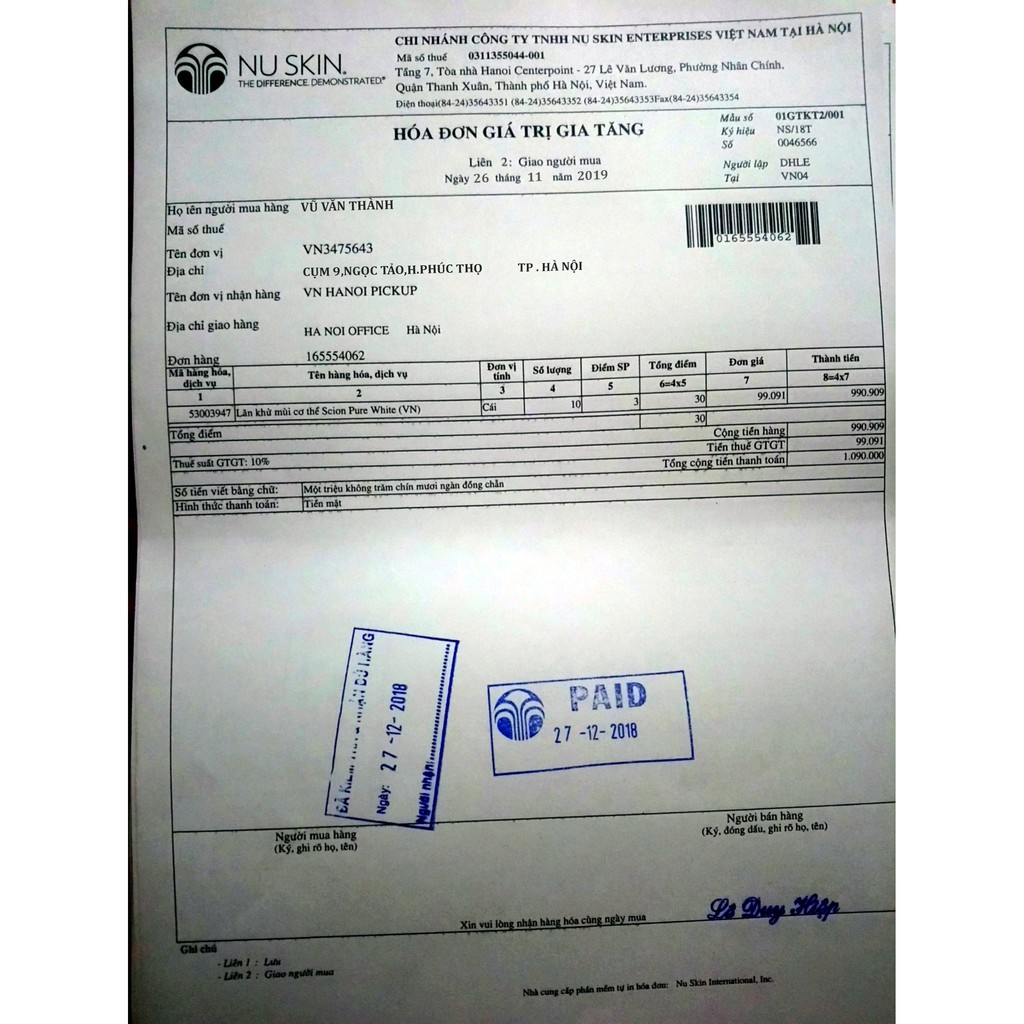 NU SKIN.
THE DIFFERENCE. DEMONSTRATED.®
CHI NHÁNH CÔNG TY TNHH NU SKIN ENTERPRISES VIỆT NAM TẠI HÀ NỘI
Mã số thuế 0311355044-001
Tầng 7, Tòa nhà Hanoi Centerpoint - 27 Lê Văn Lương, Phường Nhân Chính.
Quận Thanh Xuân, Thành phố Hà Nội, Việt Nam.
Điện thoại(84-24)35643351 (84-24)35643352 (84-24)35643353Fax(84-24)35643354
HÓA ĐƠN GIÁ TRỊ GIA TĂNG
Liên 2: Giao người mua
Ngày 26 tháng 11 năm 2019
Mẫu số 01GTKT2/001
Ký hiệu NS/18T
Số 0046566
Người lập DHLE
Tại VN04
Họ tên người mua hàng VŨ VĂN THÀNH
Mã số thuế
Tên đơn vị VN3475643
Địa chỉ CỤM 9,NGỌC TẢO,H.PHÚC THỌ TP . HÀ NỘI
Tên đơn vị nhận hàng VN HANOI PICKUP
Địa chỉ giao hàng HA NOI OFFICE Hà Nội
Đơn hàng 165554062
0165554062
Mã hàng hóa, dịch vụ Tên hàng hóa, dịch vụ Đơn vị tính Số lượng Điểm SP Tổng điểm Đơn giá Thành tiền
1 2 3 4 5 6=4x5 7 8=4x7
53003947 Lăn khử mùi cơ thể Scion Pure White (VN) Cái 10 3 30 99.091 990.909
Tổng điểm 30
Cộng tiền hàng 990.909
Tiền thuế GTGT 99.091
Thuế suất GTGT: 10%
Tổng cộng tiền thanh toán 1.090.000
Số tiền viết bằng chữ: Một triệu không trăm chín mươi ngàn đồng chẵn
Hình thức thanh toán: Tiền mặt
ĐÃ KIỂM NHẬN ĐỦ HÀNG
Ngày: 27 -12- 2018
Người nhận:
PAID
27 -12- 2018
Người mua hàng
(Ký, ghi rõ họ, tên)
Người bán hàng
(Ký, đóng dấu, ghi rõ họ, tên)
Lê Duy Hiệp
Xin vui lòng nhận hàng hóa cùng ngày mua
Ghi chú
- Liên 1 : Lưu
- Liên 2 : Giao người mua
Nhà cung cấp phần mềm tự in hóa đơn: Nu Skin International, Inc.